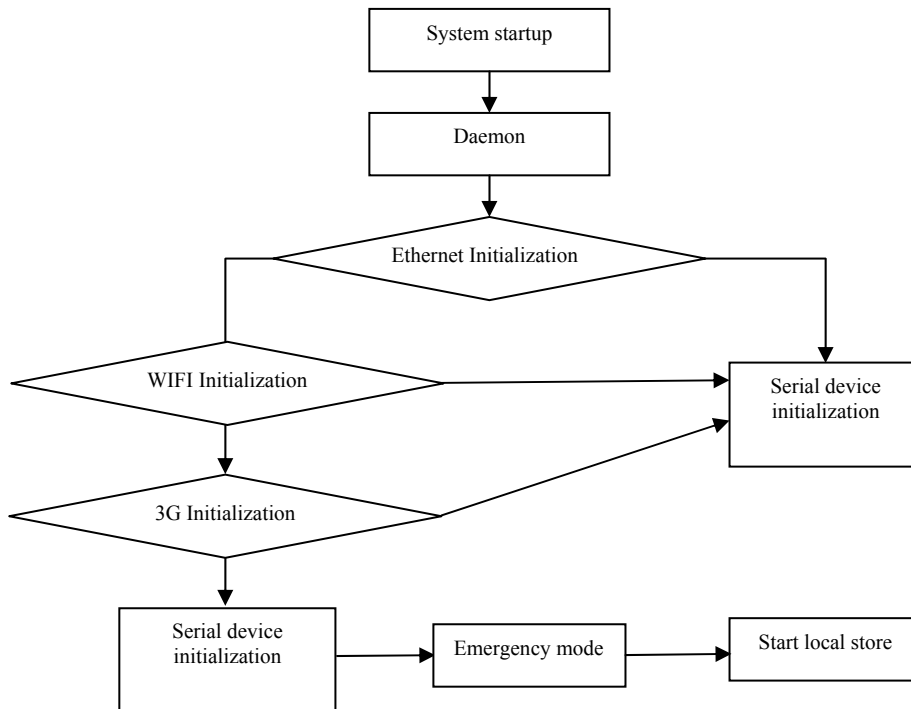 System startup
Daemon
Ethernet Initialization
WIFI Initialization
Serial device
initialization
3G Initialization
Serial device
initialization
Emergency mode
Start local store